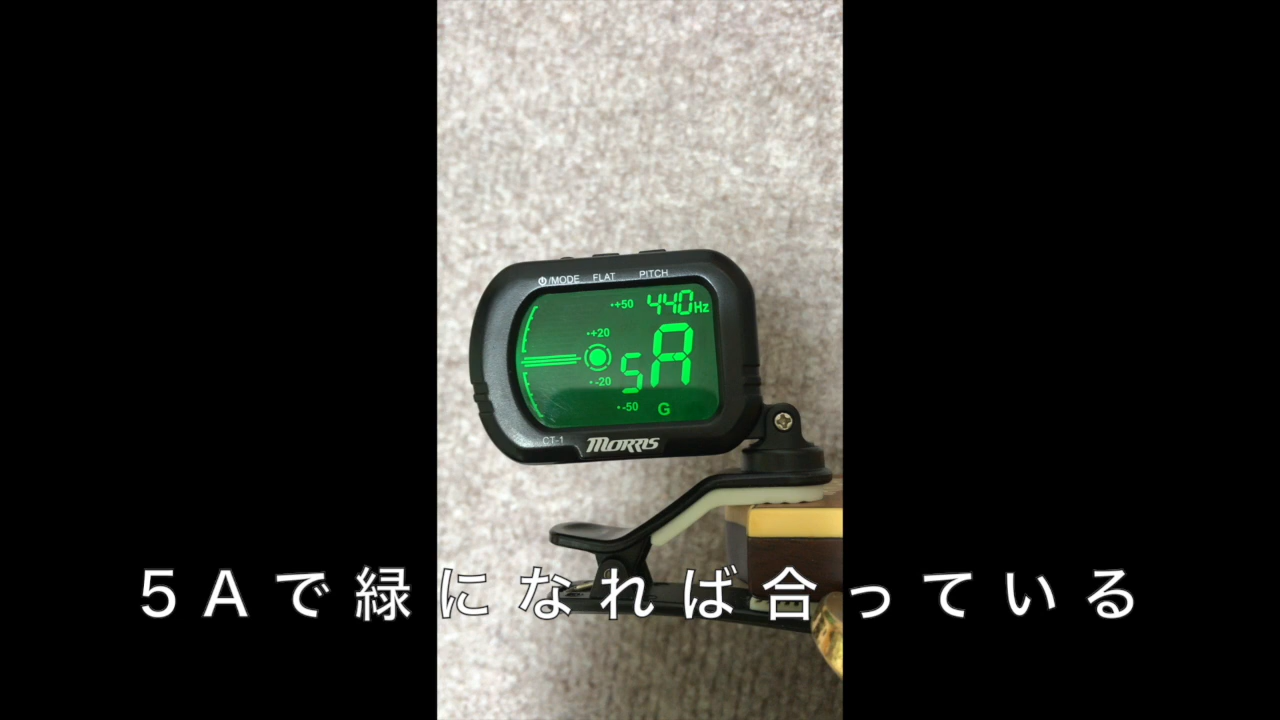 ⏻/MODE FLAT PITCH
•+50 440Hz
•+20
5A
•-20
•-50 G
CT-1 MORRIS
５Ａで緑になれば合っている